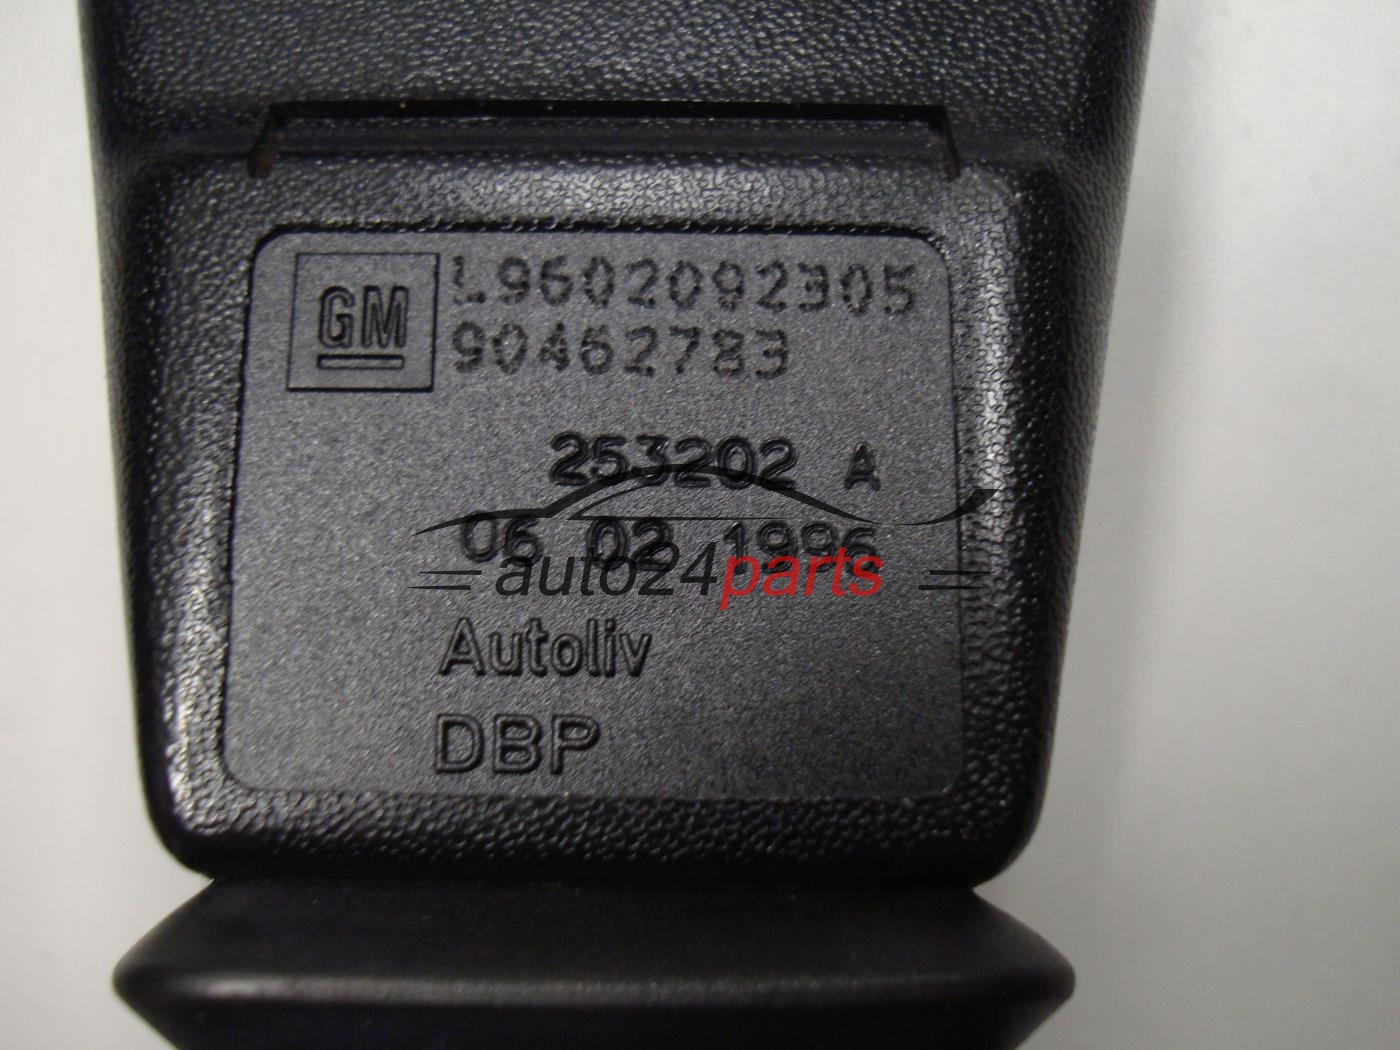 GM L9602092305
90462783
253202 A
06 02 1996
auto24parts
Autoliv
DBP